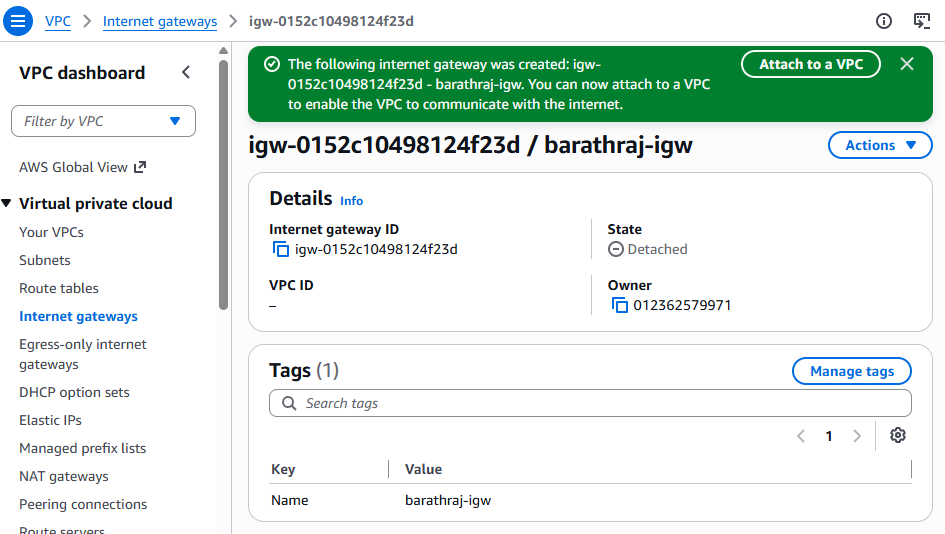 VPC > Internet gateways > igw-0152c10498124f23d
VPC dashboard
Filter by VPC
AWS Global View
Virtual private cloud
Your VPCs
Subnets
Route tables
Internet gateways
Egress-only internet
gateways
DHCP option sets
Elastic IPs
Managed prefix lists
NAT gateways
Peering connections
Route servers
The following internet gateway was created: igw-
0152c10498124f23d - barathraj-igw. You can now attach to a VPC
to enable the VPC to communicate with the internet.
Attach to a VPC
igw-0152c10498124f23d / barathraj-igw
Actions
Details Info
Internet gateway ID
igw-0152c10498124f23d
State
Detached
VPC ID
–
Owner
012362579971
Tags (1)
Manage tags
Search tags
1
Key Value
Name barathraj-igw